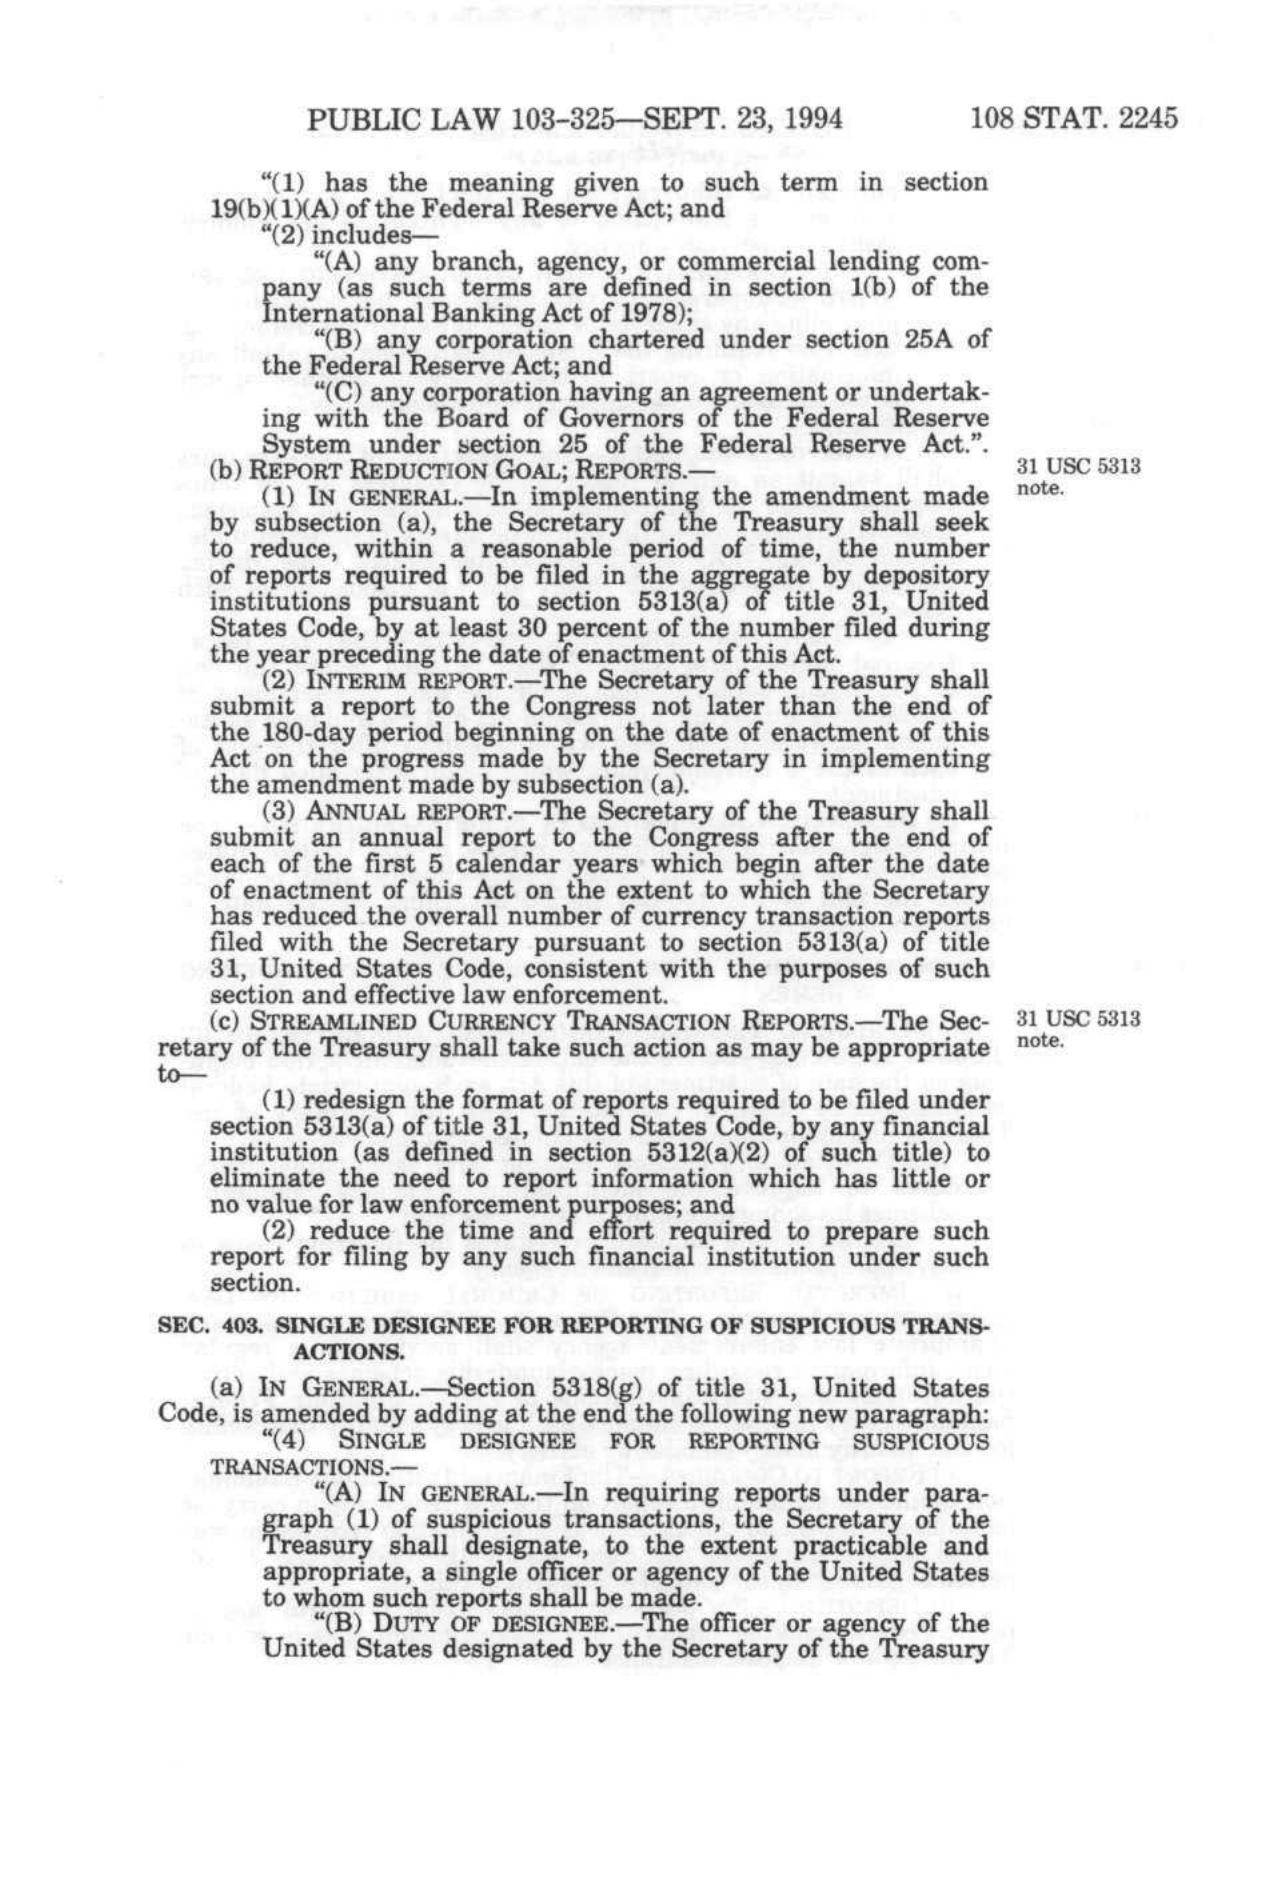 PUBLIC LAW 103–325—SEPT. 23, 1994 108 STAT. 2245
“(1) has the meaning given to such term in section
19(b)(1)(A) of the Federal Reserve Act; and
“(2) includes—
“(A) any branch, agency, or commercial lending com-
pany (as such terms are defined in section 1(b) of the
International Banking Act of 1978);
“(B) any corporation chartered under section 25A of
the Federal Reserve Act; and
“(C) any corporation having an agreement or undertak-
ing with the Board of Governors of the Federal Reserve
System under section 25 of the Federal Reserve Act.”.
(b) REPORT REDUCTION GOAL; REPORTS.—
31 USC 5313
note.
(1) IN GENERAL.—In implementing the amendment made
by subsection (a), the Secretary of the Treasury shall seek
to reduce, within a reasonable period of time, the number
of reports required to be filed in the aggregate by depository
institutions pursuant to section 5313(a) of title 31, United
States Code, by at least 30 percent of the number filed during
the year preceding the date of enactment of this Act.
(2) INTERIM REPORT.—The Secretary of the Treasury shall
submit a report to the Congress not later than the end of
the 180-day period beginning on the date of enactment of this
Act on the progress made by the Secretary in implementing
the amendment made by subsection (a).
(3) ANNUAL REPORT.—The Secretary of the Treasury shall
submit an annual report to the Congress after the end of
each of the first 5 calendar years which begin after the date
of enactment of this Act on the extent to which the Secretary
has reduced the overall number of currency transaction reports
filed with the Secretary pursuant to section 5313(a) of title
31, United States Code, consistent with the purposes of such
section and effective law enforcement.
(c) STREAMLINED CURRENCY TRANSACTION REPORTS.—The Sec-
31 USC 5313
note.
retary of the Treasury shall take such action as may be appropriate
to—
(1) redesign the format of reports required to be filed under
section 5313(a) of title 31, United States Code, by any financial
institution (as defined in section 5312(a)(2) of such title) to
eliminate the need to report information which has little or
no value for law enforcement purposes; and
(2) reduce the time and effort required to prepare such
report for filing by any such financial institution under such
section.
SEC. 403. SINGLE DESIGNEE FOR REPORTING OF SUSPICIOUS TRANS-
ACTIONS.
(a) IN GENERAL.—Section 5318(g) of title 31, United States
Code, is amended by adding at the end the following new paragraph:
“(4) SINGLE DESIGNEE FOR REPORTING SUSPICIOUS
TRANSACTIONS.—
“(A) IN GENERAL.—In requiring reports under para-
graph (1) of suspicious transactions, the Secretary of the
Treasury shall designate, to the extent practicable and
appropriate, a single officer or agency of the United States
to whom such reports shall be made.
“(B) DUTY OF DESIGNEE.—The officer or agency of the
United States designated by the Secretary of the Treasury